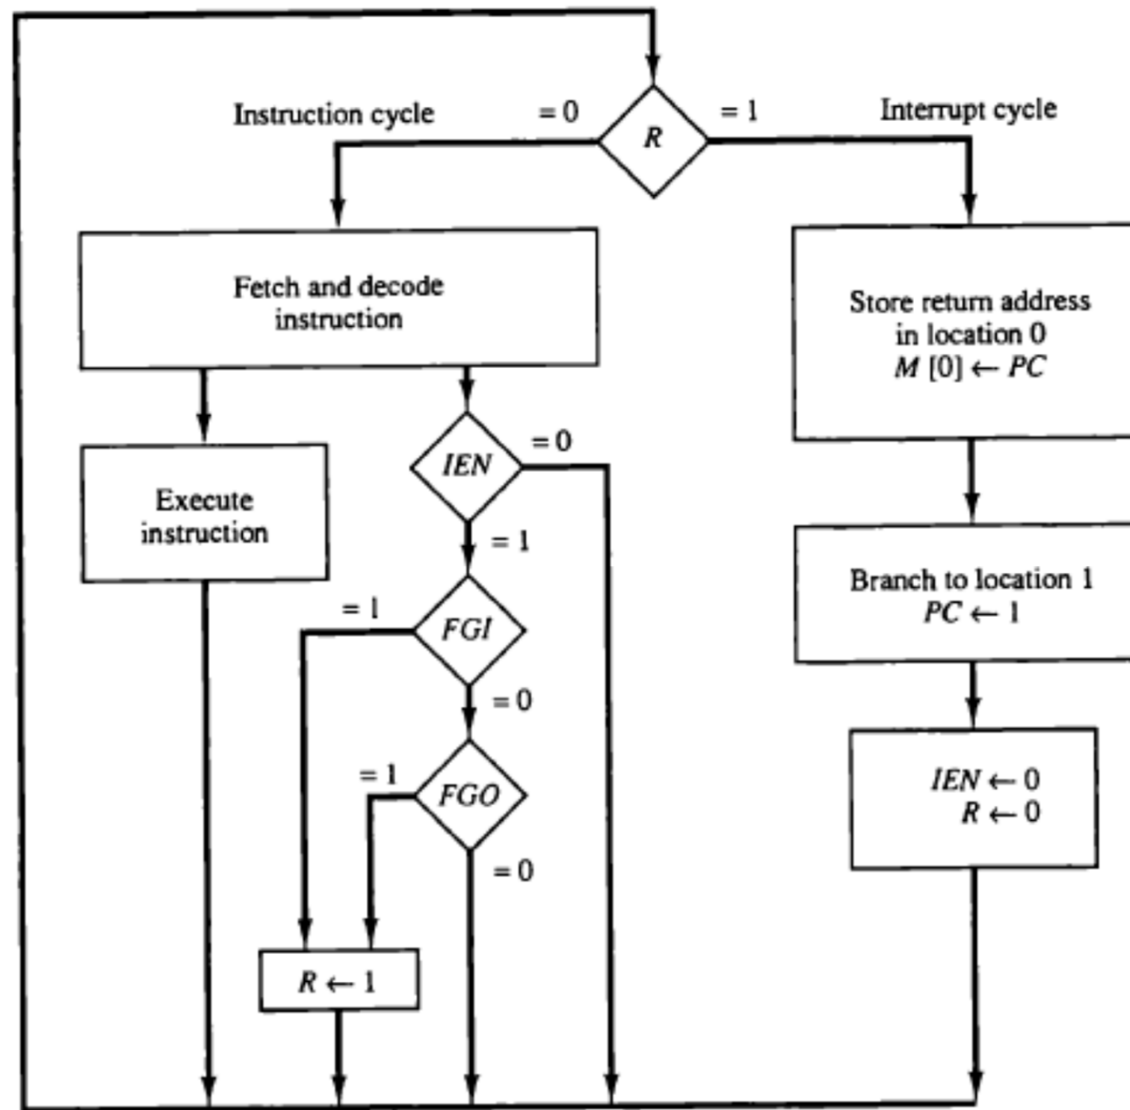 Instruction cycle
= 0
R
= 1
Interrupt cycle
Fetch and decode
instruction
Store return address
in location 0
M [0] ← PC
Execute
instruction
IEN
= 0
= 1
Branch to location 1
PC ← 1
= 1
FGI
= 0
= 1
FGO
= 0
IEN ← 0
R ← 0
R ← 1